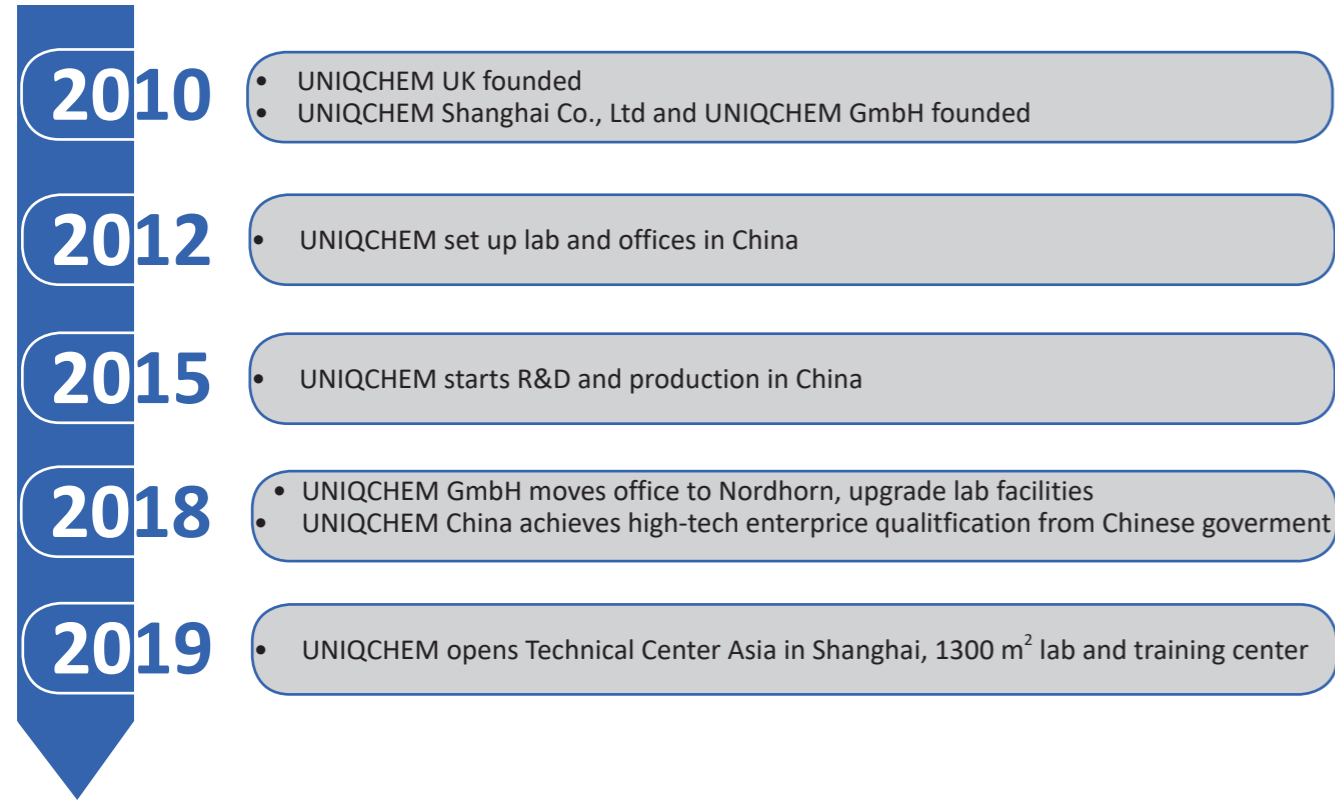 2010
• UNIQCHEM UK founded
• UNIQCHEM Shanghai Co., Ltd and UNIQCHEM GmbH founded
2012
• UNIQCHEM set up lab and offices in China
2015
• UNIQCHEM starts R&D and production in China
2018
• UNIQCHEM GmbH moves office to Nordhorn, upgrade lab facilities
• UNIQCHEM China achieves high-tech enterprice qualitfication from Chinese goverment
2019
• UNIQCHEM opens Technical Center Asia in Shanghai, 1300 m² lab and training center